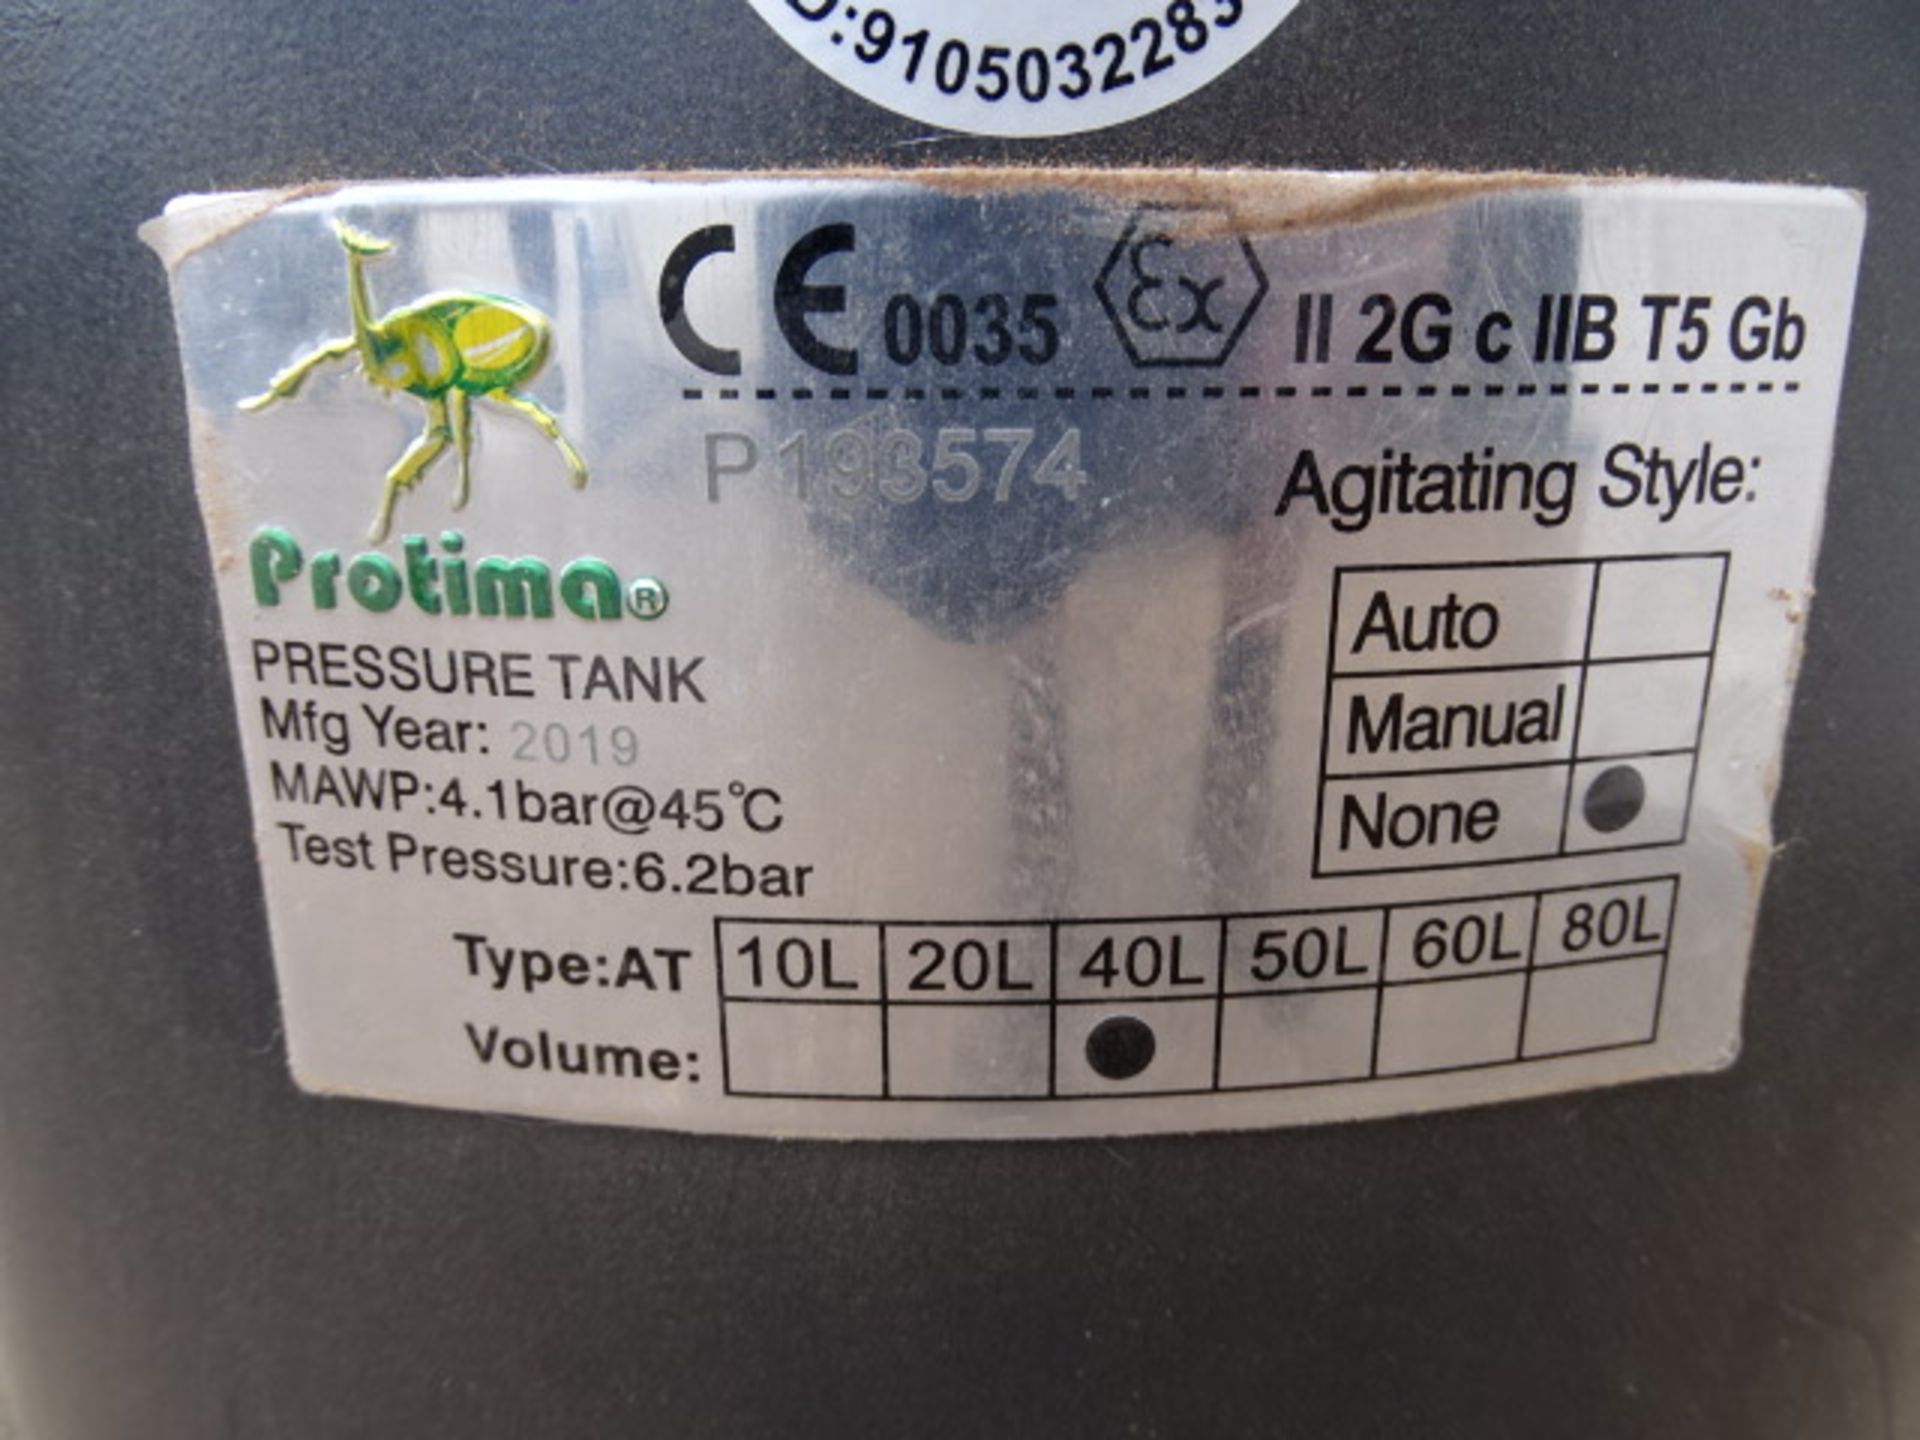 D:9105032283
CE 0035 Ex II 2G c IIB T5 Gb
P193574
Agitating Style:
Auto
Manual
None
Protima®
PRESSURE TANK
Mfg Year: 2019
MAWP:4.1bar@45℃
Test Pressure:6.2bar
Type:AT 10L 20L 40L 50L 60L 80L
Volume: